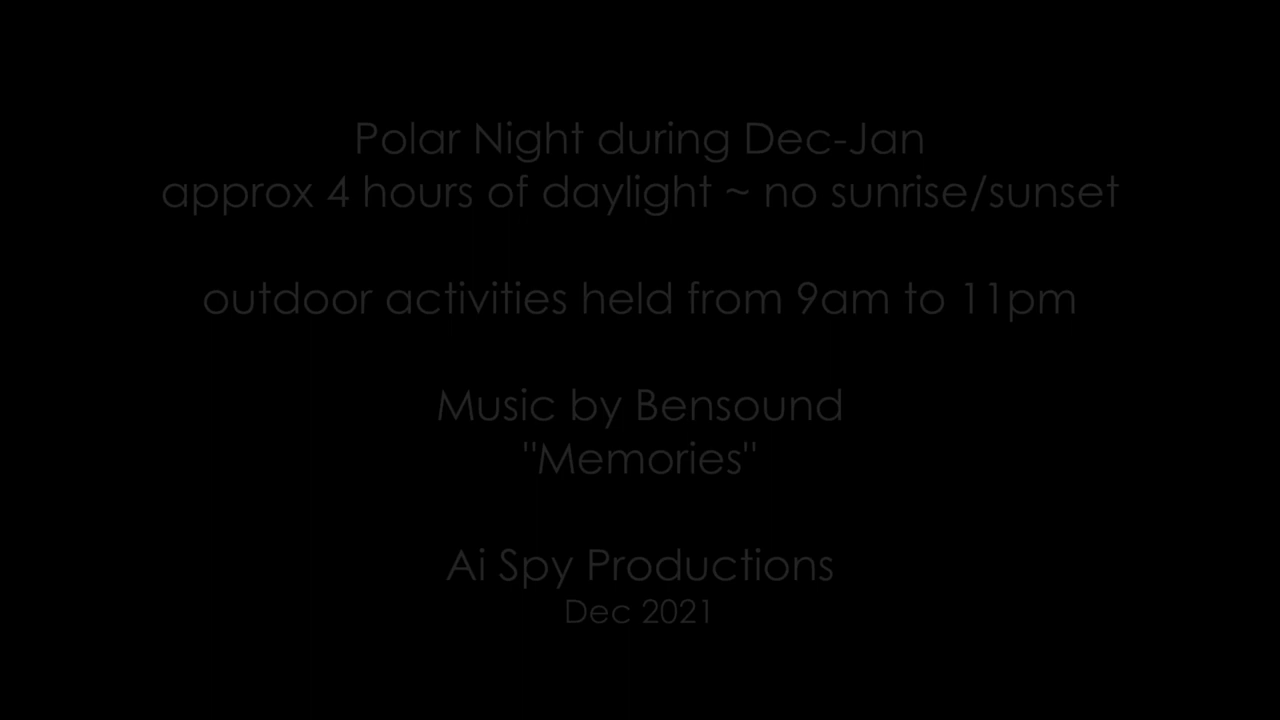 Polar Night during Dec-Jan
approx 4 hours of daylight ~ no sunrise/sunset
outdoor activities held from 9am to 11pm
Music by Bensound
"Memories"
Ai Spy Productions
Dec 2021